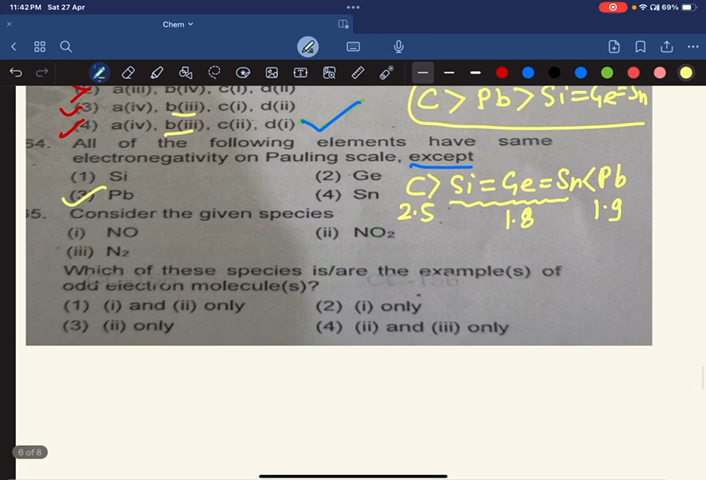 11:42 PM Sat 27 Apr
69%
Chem
a(iii), b(iv), c(i), d(ii)
(3) a(iv), b(iii), c(i), d(ii)
(4) a(iv), b(iii), c(ii), d(i)
C > Pb > Si = Ge = Sn
54. All of the following elements have same
electronegativity on Pauling scale, except
(1) Si (2) Ge
(3) Pb (4) Sn
C > Si = Ge = Sn < Pb
2.5 1.8 1.9
35. Consider the given species
(i) NO (ii) NO₂
(iii) N₂
Which of these species is/are the example(s) of
odd electron molecule(s)?
(1) (i) and (ii) only (2) (i) only
(3) (ii) only (4) (ii) and (iii) only
6 of 8